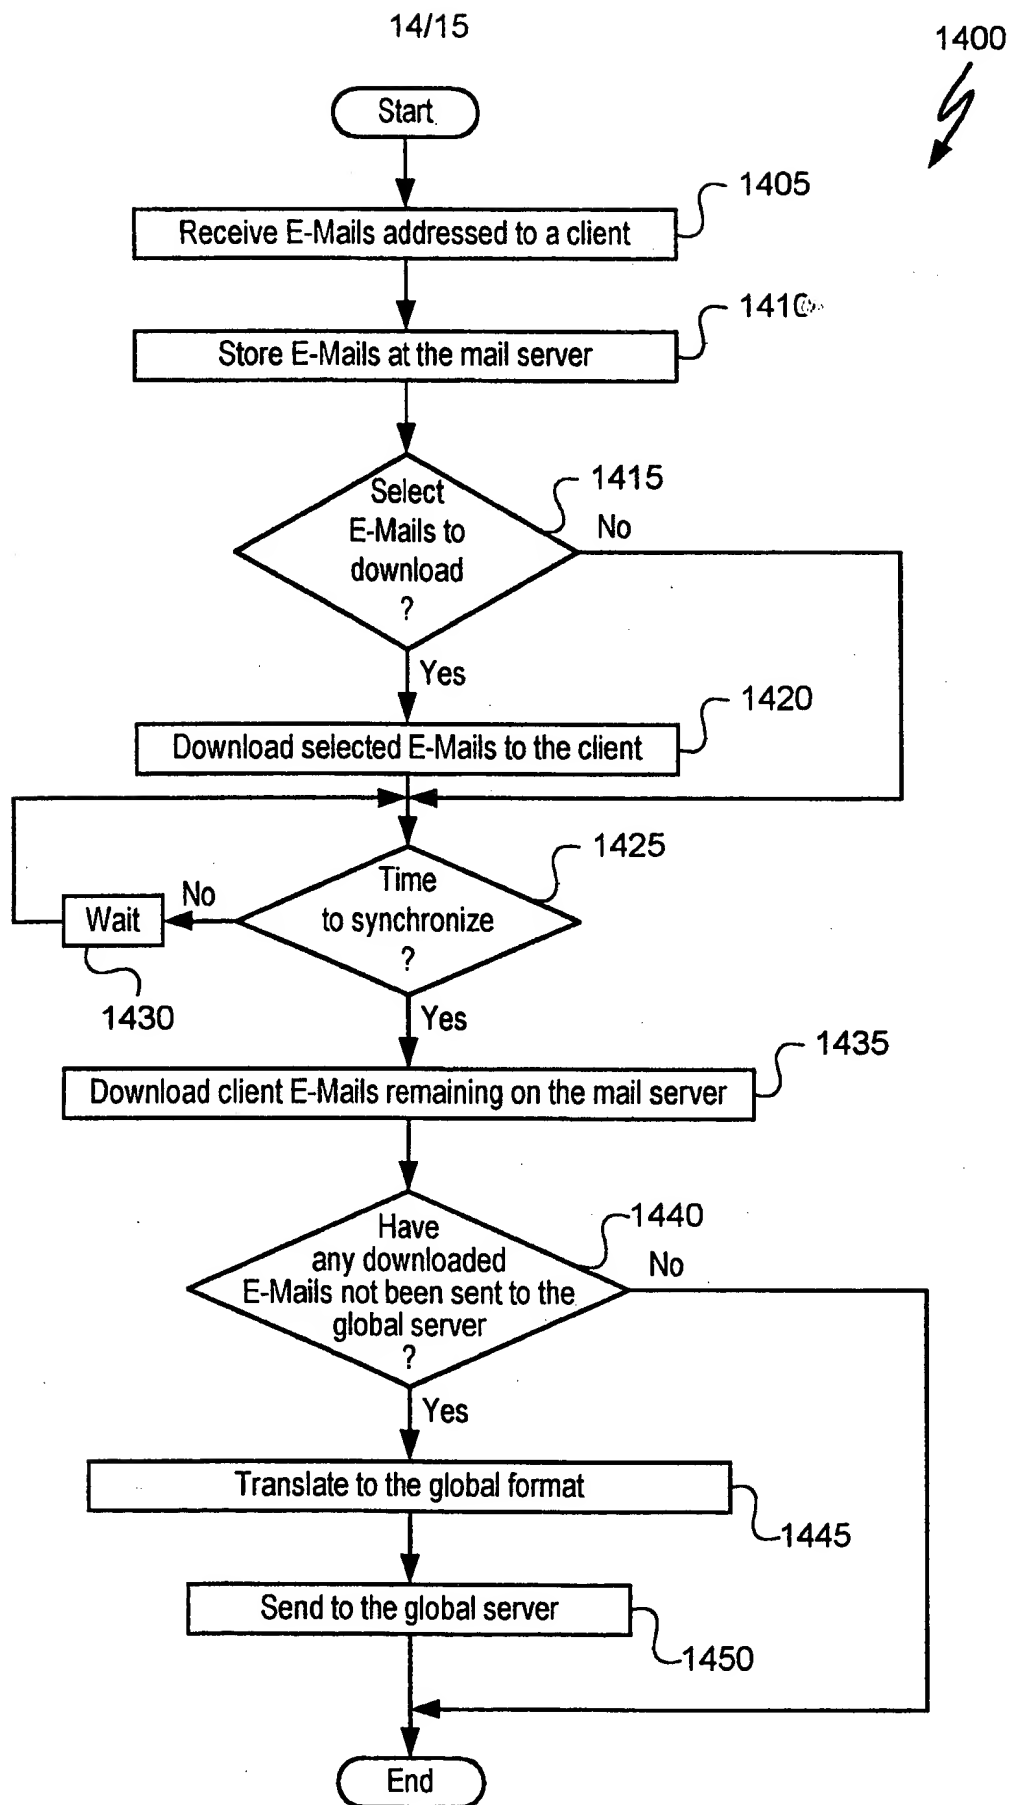 14/15
1400
Start
1405
Receive E-Mails addressed to a client
1410
Store E-Mails at the mail server
1415
Select
E-Mails to
download
?
No
Yes
1420
Download selected E-Mails to the client
1425
Time
to synchronize
?
No
Wait
1430
Yes
1435
Download client E-Mails remaining on the mail server
1440
Have
any downloaded
E-Mails not been sent to the
global server
?
No
Yes
Translate to the global format
1445
Send to the global server
1450
End